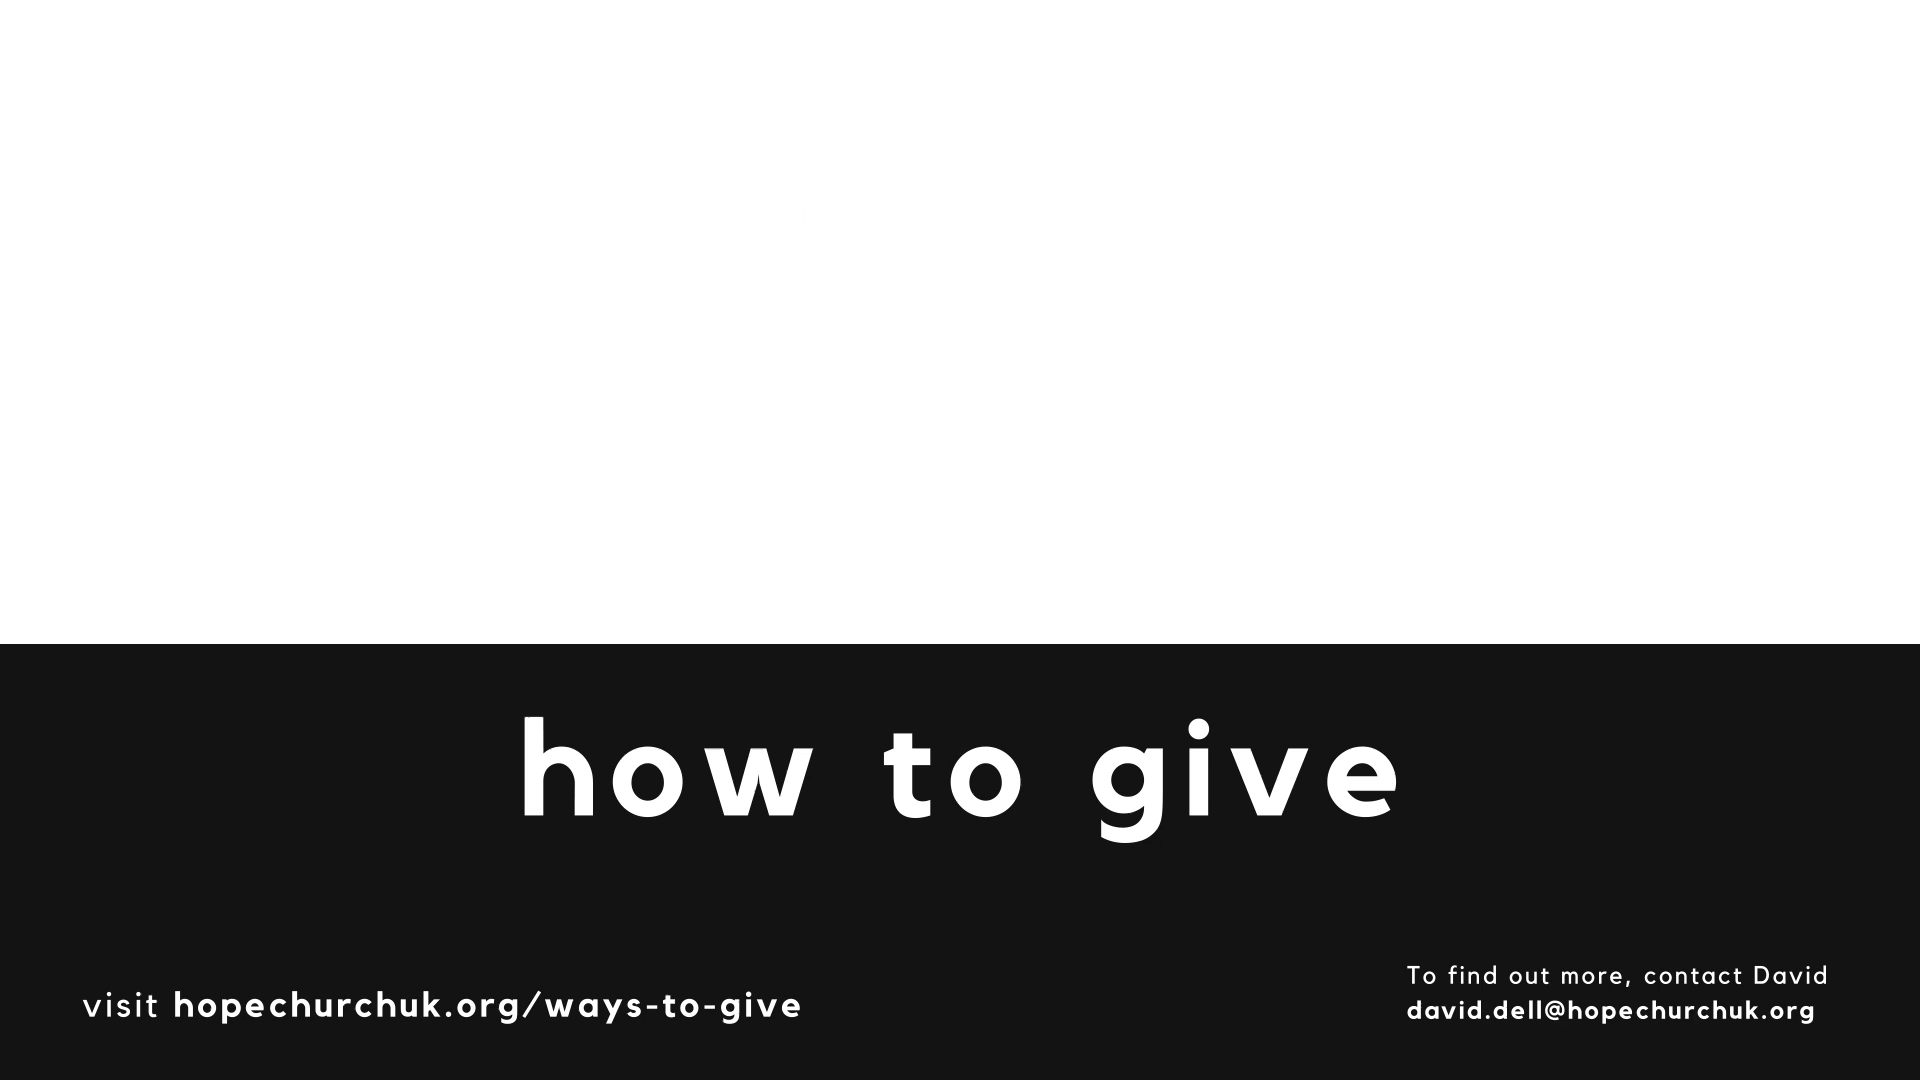 how to give
visit hopechurchuk.org/ways-to-give
To find out more, contact David
david.dell@hopechurchuk.org